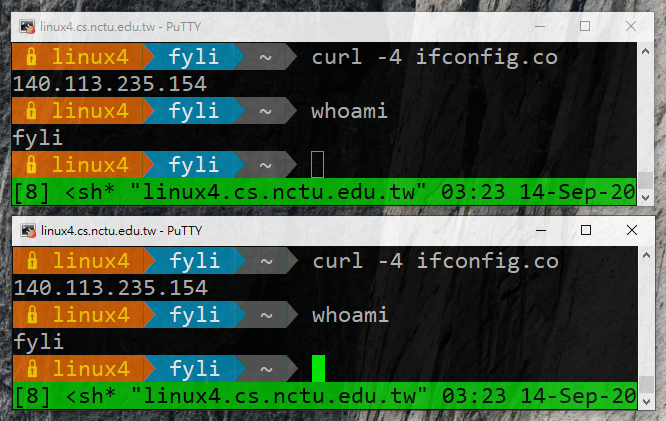 linux4.cs.nctu.edu.tw - PuTTY
linux4 fyli ~ curl -4 ifconfig.co
140.113.235.154
linux4 fyli ~ whoami
fyli
linux4 fyli ~
[8] <sh* "linux4.cs.nctu.edu.tw" 03:23 14-Sep-20
linux4.cs.nctu.edu.tw - PuTTY
linux4 fyli ~ curl -4 ifconfig.co
140.113.235.154
linux4 fyli ~ whoami
fyli
linux4 fyli ~
[8] <sh* "linux4.cs.nctu.edu.tw" 03:23 14-Sep-20